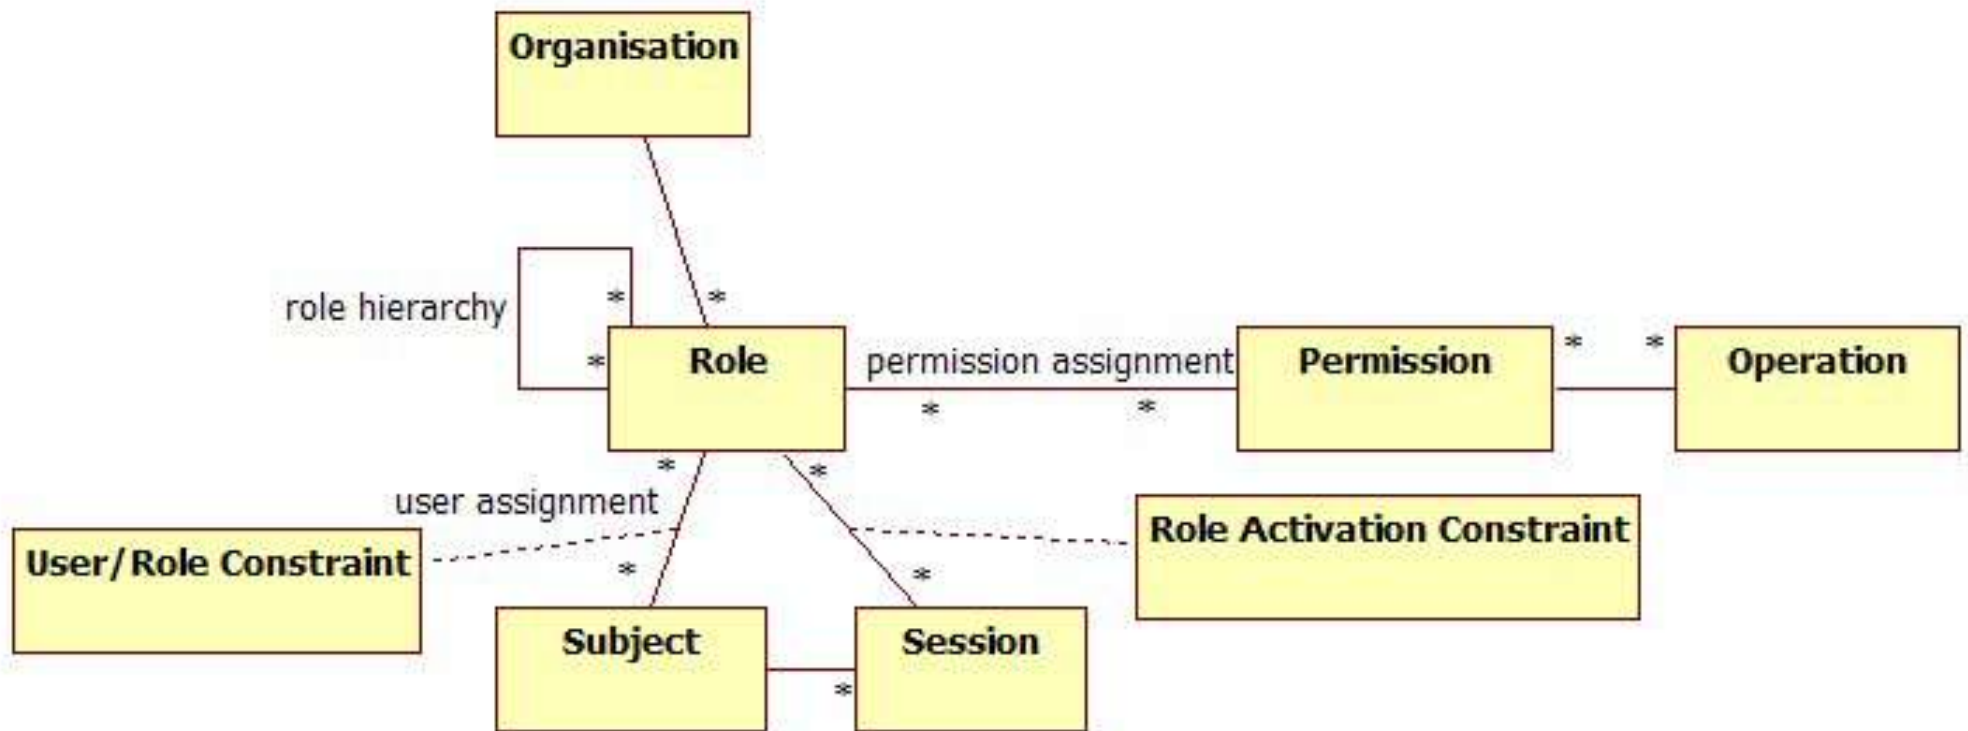 Organisation
role hierarchy
*
*
*
Role
permission assignment
*
*
Permission
*
*
Operation
*
*
user assignment
User/Role Constraint
Role Activation Constraint
*
*
Subject
Session
*